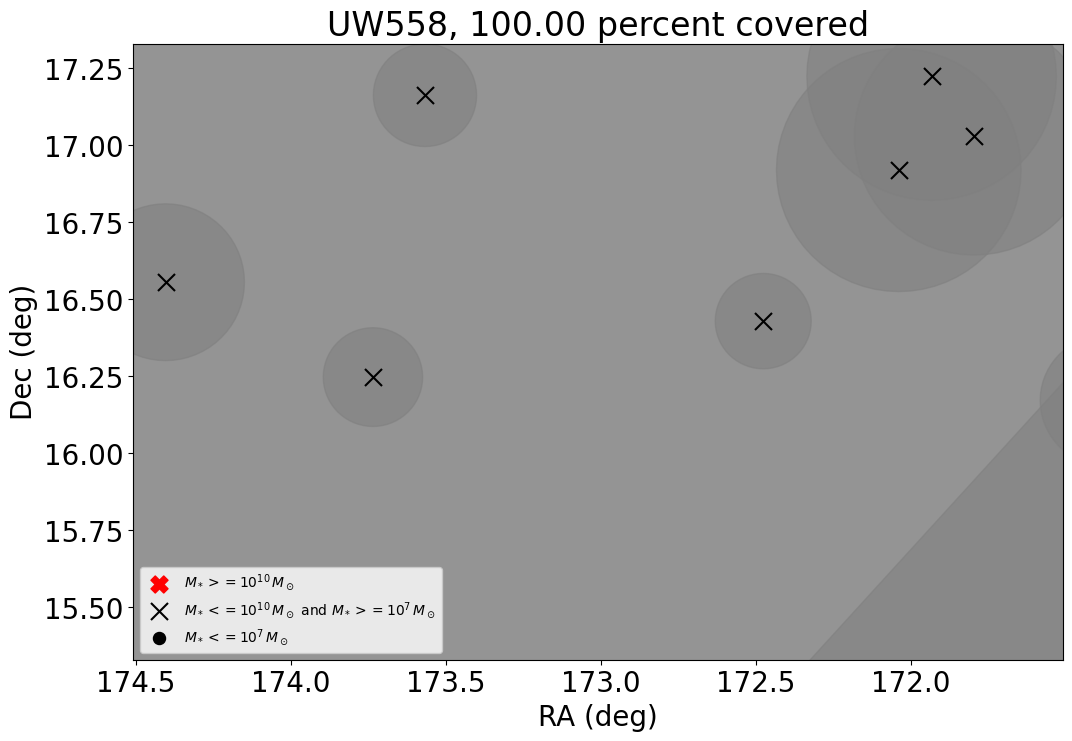 UW558, 100.00 percent covered
17.25
17.00
16.75
16.50
16.25
16.00
15.75
15.50
Dec (deg)
M* >= 10^10 M⊙
M* <= 10^10 M⊙ and M* >= 10^7 M⊙
M* <= 10^7 M⊙
174.5 174.0 173.5 173.0 172.5 172.0
RA (deg)